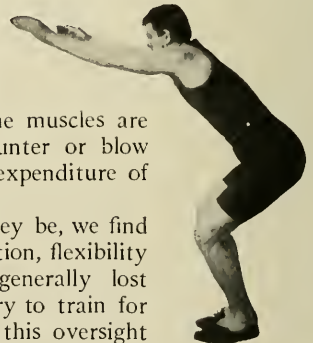 muscles are
unter or blow
expenditure of
ey be, we find
tion, flexibility
generally lost
ry to train for
this oversight